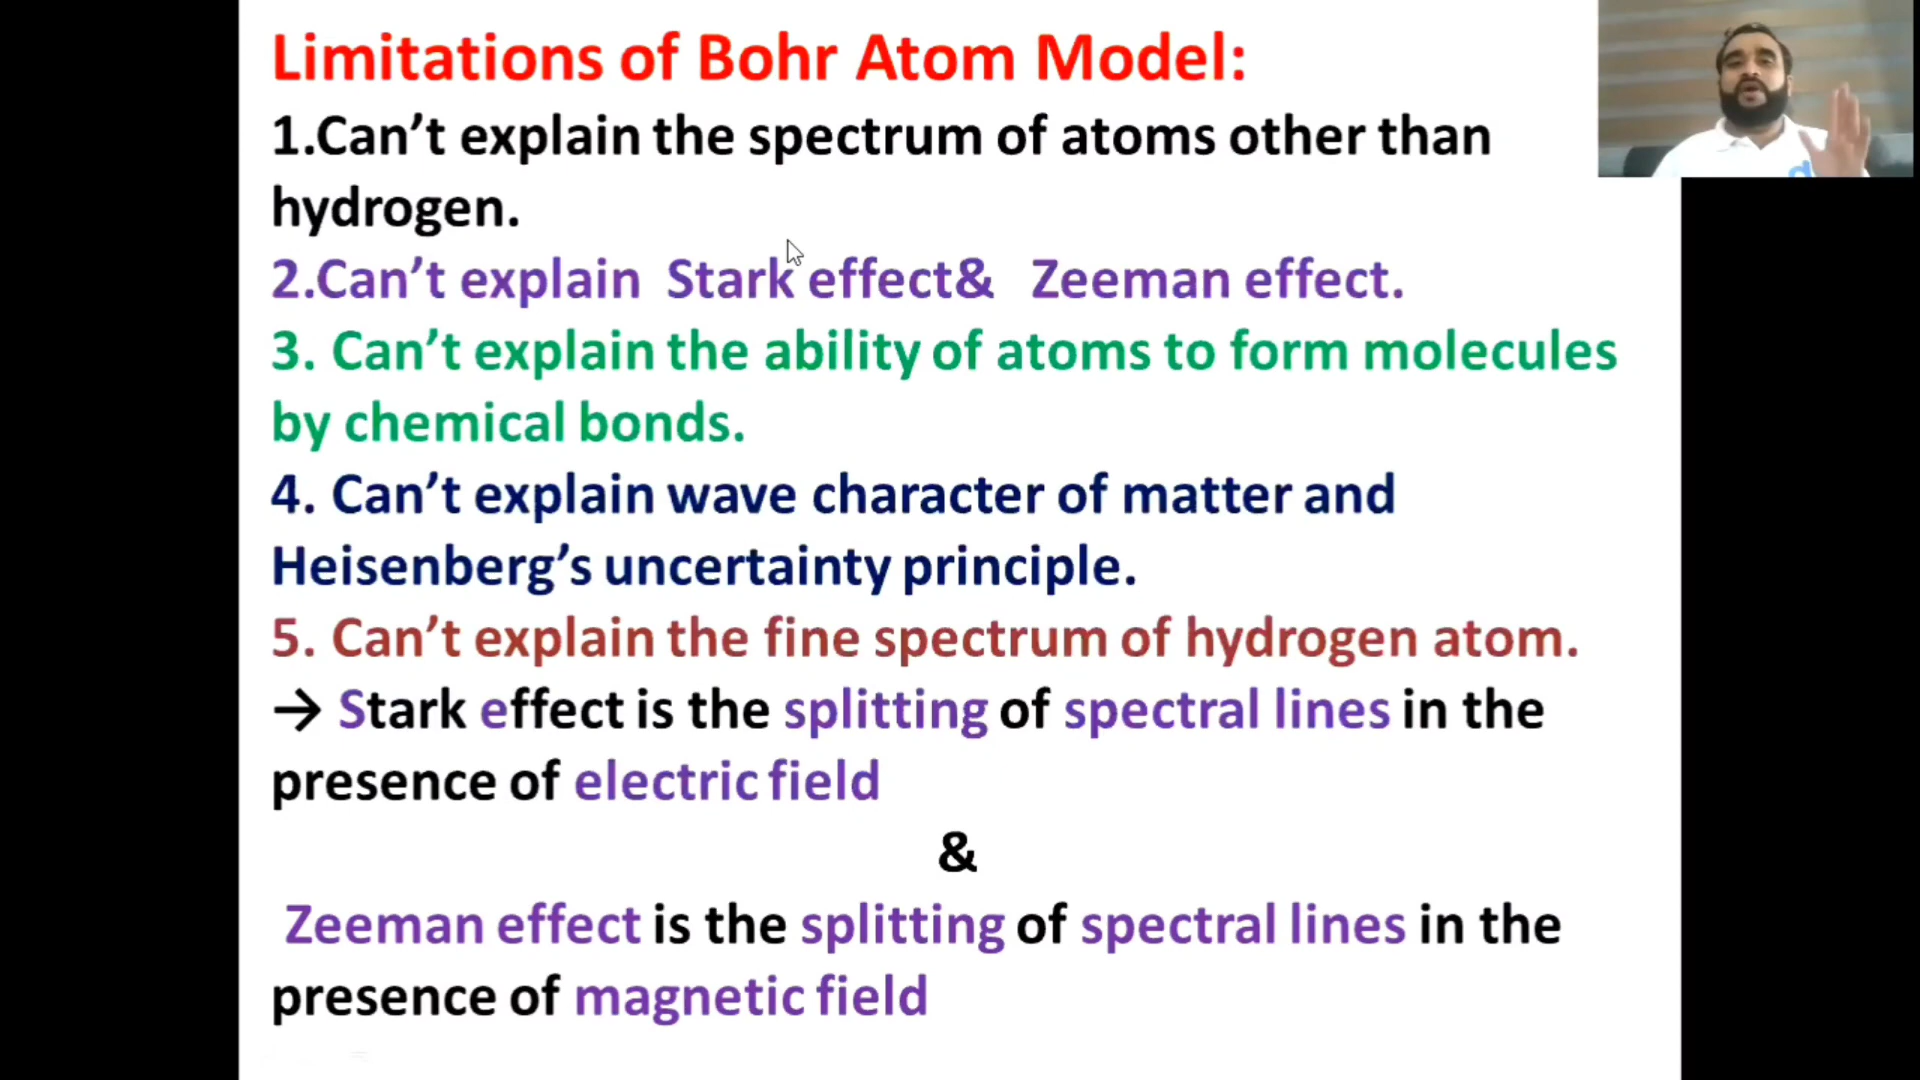 Limitations of Bohr Atom Model:
1.Can’t explain the spectrum of atoms other than
hydrogen.
2.Can’t explain  Stark effect&  Zeeman effect.
3. Can’t explain the ability of atoms to form molecules
by chemical bonds.
4. Can’t explain wave character of matter and
Heisenberg’s uncertainty principle.
5. Can’t explain the fine spectrum of hydrogen atom.
→ Stark effect is the splitting of spectral lines in the
presence of electric field
&
Zeeman effect is the splitting of spectral lines in the
presence of magnetic field